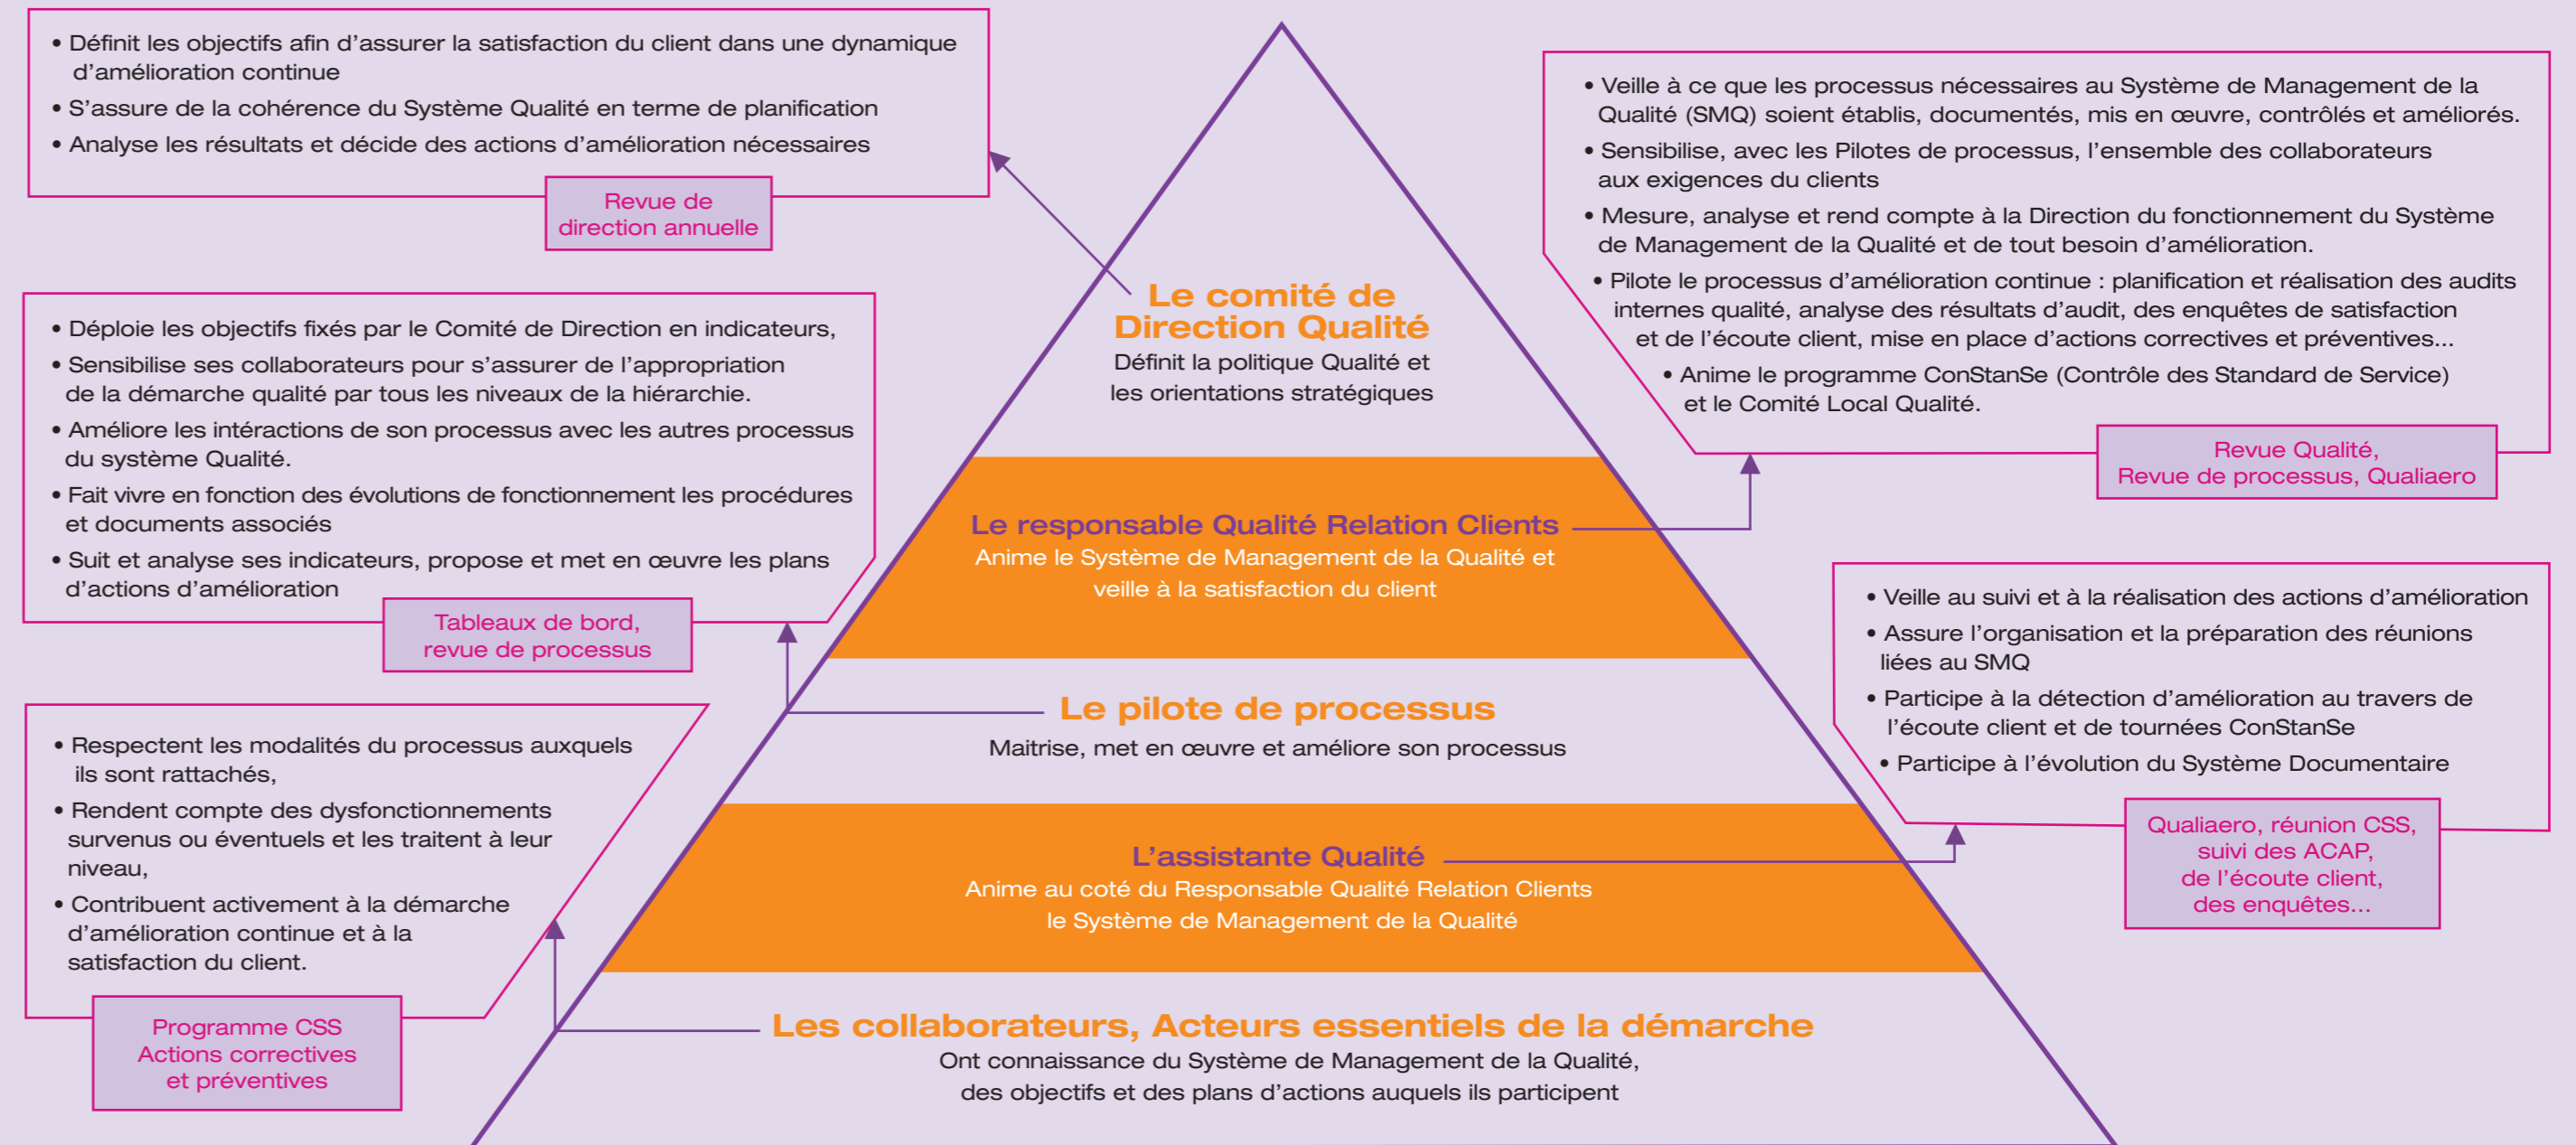 • Définit les objectifs afin d'assurer la satisfaction du client dans une dynamique
d'amélioration continue
• S'assure de la cohérence du Système Qualité en terme de planification
• Analyse les résultats et décide des actions d'amélioration nécessaires
Revue de
direction annuelle
• Veille à ce que les processus nécessaires au Système de Management de la
Qualité (SMQ) soient établis, documentés, mis en œuvre, contrôlés et améliorés.
• Sensibilise, avec les Pilotes de processus, l'ensemble des collaborateurs
aux exigences du clients
• Mesure, analyse et rend compte à la Direction du fonctionnement du Système
de Management de la Qualité et de tout besoin d'amélioration.
• Pilote le processus d'amélioration continue : planification et réalisation des audits
internes qualité, analyse des résultats d'audit, des enquêtes de satisfaction
et de l'écoute client, mise en place d'actions correctives et préventives...
• Anime le programme ConStanSe (Contrôle des Standard de Service)
et le Comité Local Qualité.
Revue Qualité,
Revue de processus, Qualiaero
Le comité de
Direction Qualité
Définit la politique Qualité et
les orientations stratégiques
• Déploie les objectifs fixés par le Comité de Direction en indicateurs,
• Sensibilise ses collaborateurs pour s'assurer de l'appropriation
de la démarche qualité par tous les niveaux de la hiérarchie.
• Améliore les intéractions de son processus avec les autres processus
du système Qualité.
• Fait vivre en fonction des évolutions de fonctionnement les procédures
et documents associés
• Suit et analyse ses indicateurs, propose et met en œuvre les plans
d'actions d'amélioration
Tableaux de bord,
revue de processus
Le responsable Qualité Relation Clients
Anime le Système de Management de la Qualité et
veille à la satisfaction du client
• Veille au suivi et à la réalisation des actions d'amélioration
• Assure l'organisation et la préparation des réunions
liées au SMQ
• Participe à la détection d'amélioration au travers de
l'écoute client et de tournées ConStanSe
• Participe à l'évolution du Système Documentaire
Qualiaero, réunion CSS,
suivi des ACAP,
de l'écoute client,
des enquêtes...
Le pilote de processus
Maitrise, met en œuvre et améliore son processus
• Respectent les modalités du processus auxquels
ils sont rattachés,
• Rendent compte des dysfonctionnements
survenus ou éventuels et les traitent à leur
niveau,
• Contribuent activement à la démarche
d'amélioration continue et à la
satisfaction du client.
Programme CSS
Actions correctives
et préventives
L'assistante Qualité
Anime au coté du Responsable Qualité Relation Clients
le Système de Management de la Qualité
Les collaborateurs, Acteurs essentiels de la démarche
Ont connaissance du Système de Management de la Qualité,
des objectifs et des plans d'actions auquels ils participent